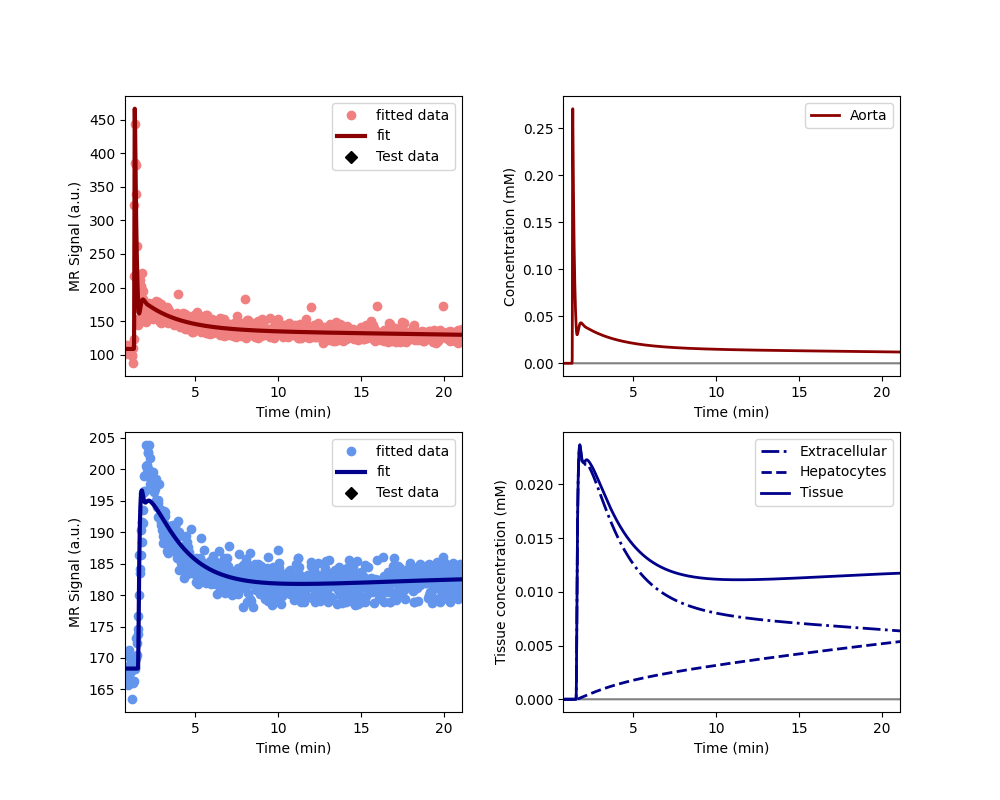 MR Signal (a.u.)
450
400
350
300
250
200
150
100
5
10
15
20
Time (min)
fitted data
fit
Test data
Concentration (mM)
0.25
0.20
0.15
0.10
0.05
0.00
5
10
15
20
Time (min)
Aorta
MR Signal (a.u.)
205
200
195
190
185
180
175
170
165
5
10
15
20
Time (min)
fitted data
fit
Test data
Tissue concentration (mM)
0.020
0.015
0.010
0.005
0.000
5
10
15
20
Time (min)
Extracellular
Hepatocytes
Tissue